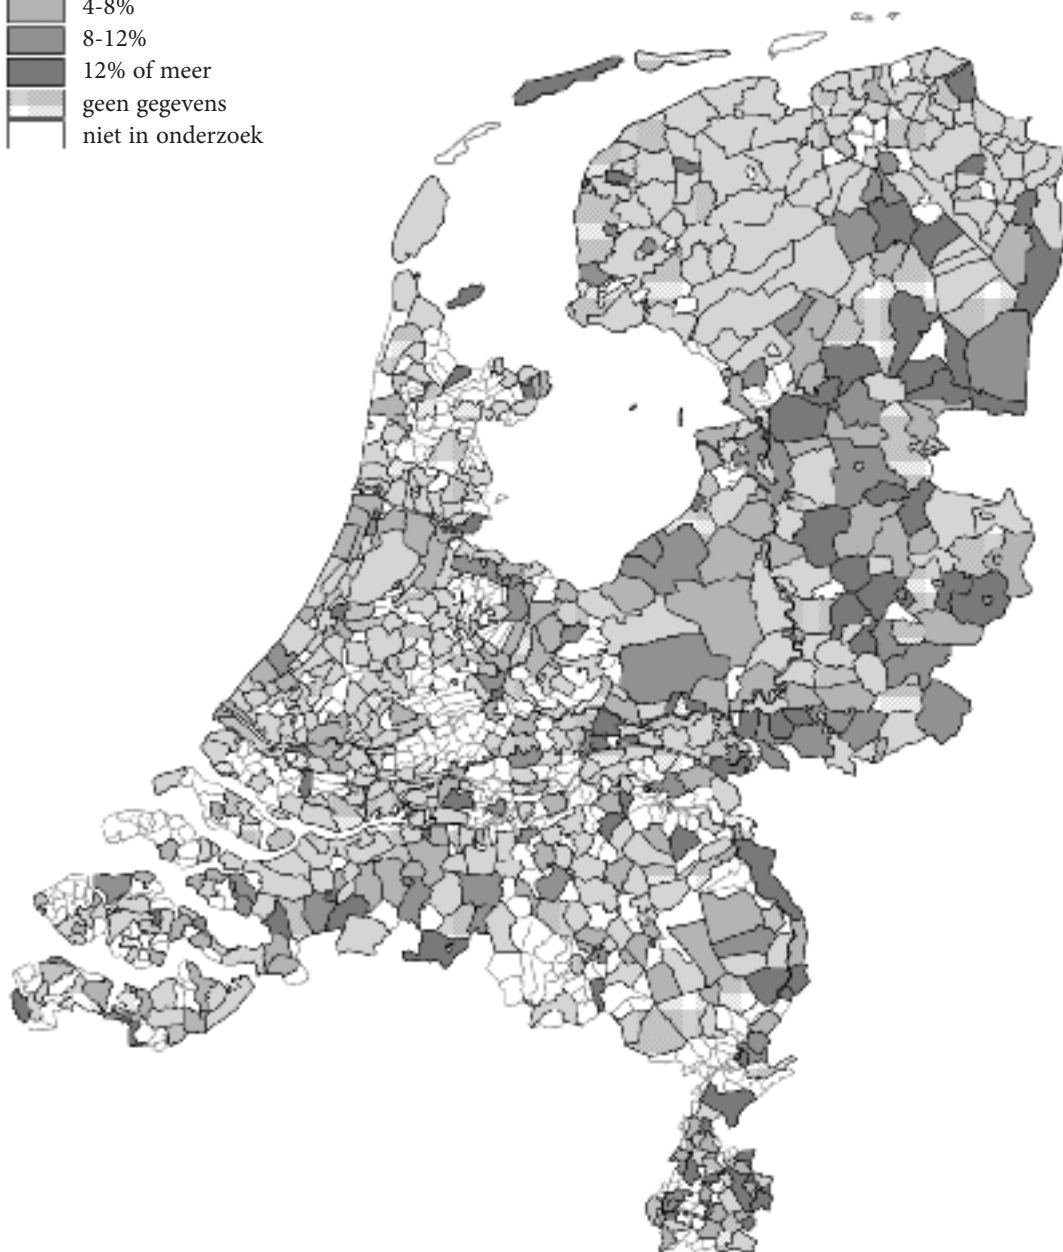 4-8%
8-12%
12% of meer
geen gegevens
niet in onderzoek